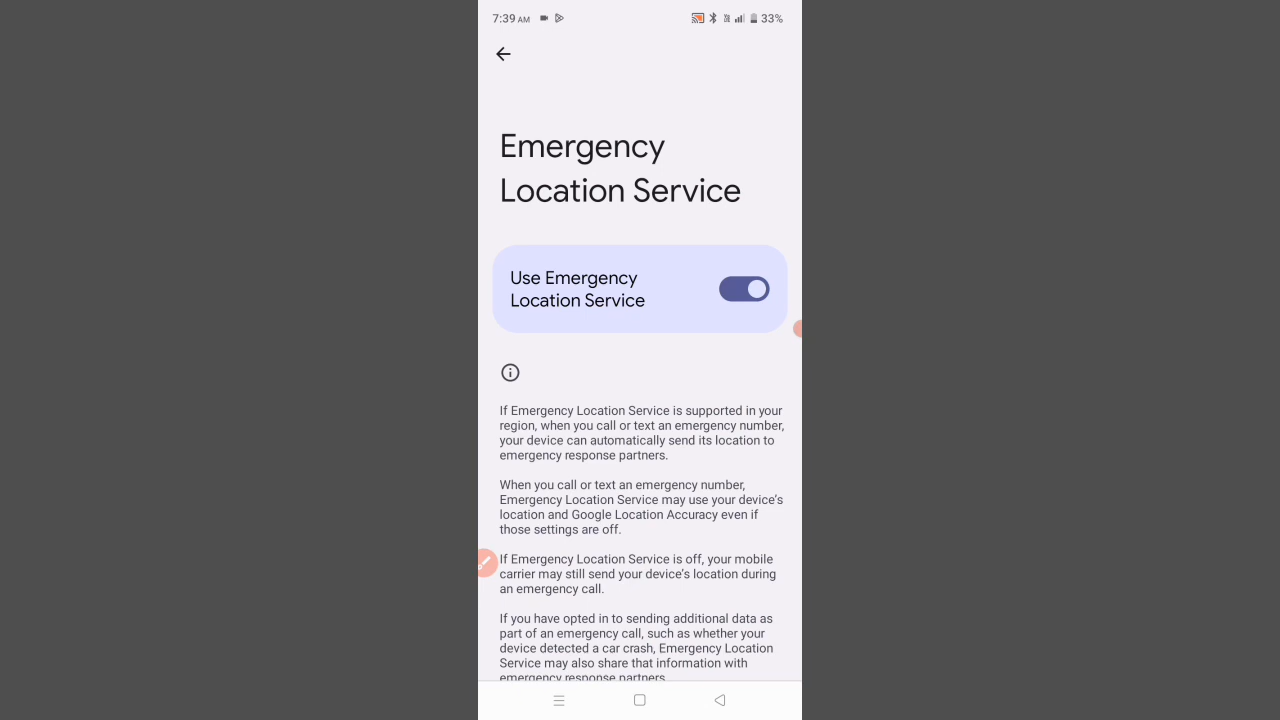 7:39 AM
33%
Emergency
Location Service
Use Emergency
Location Service
If Emergency Location Service is supported in your
region, when you call or text an emergency number,
your device can automatically send its location to
emergency response partners.
When you call or text an emergency number,
Emergency Location Service may use your device's
location and Google Location Accuracy even if
those settings are off.
If Emergency Location Service is off, your mobile
carrier may still send your device's location during
an emergency call.
If you have opted in to sending additional data as
part of an emergency call, such as whether your
device detected a car crash, Emergency Location
Service may also share that information with
emergency response partners